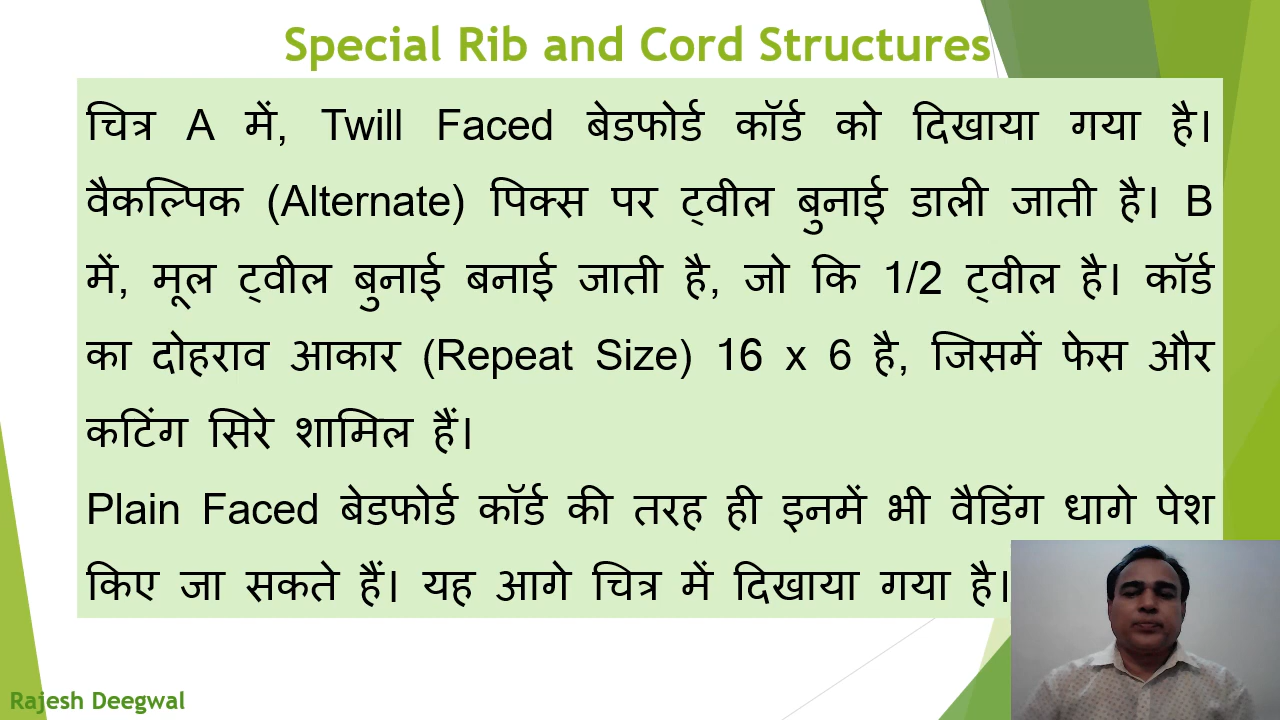 Special Rib and Cord Structures
चित्र A में, Twill Faced बेडफोर्ड कॉर्ड को दिखाया गया है।
वैकल्पिक (Alternate) पिक्स पर ट्वील बुनाई डाली जाती है। B
में, मूल ट्वील बुनाई बनाई जाती है, जो कि 1/2 ट्वील है। कॉर्ड
का दोहराव आकार (Repeat Size) 16 x 6 है, जिसमें फेस और
कटिंग सिरे शामिल हैं।
Plain Faced बेडफोर्ड कॉर्ड की तरह ही इनमें भी वैडिंग धागे पेश
किए जा सकते हैं। यह आगे चित्र में दिखाया गया है।
Rajesh Deegwal